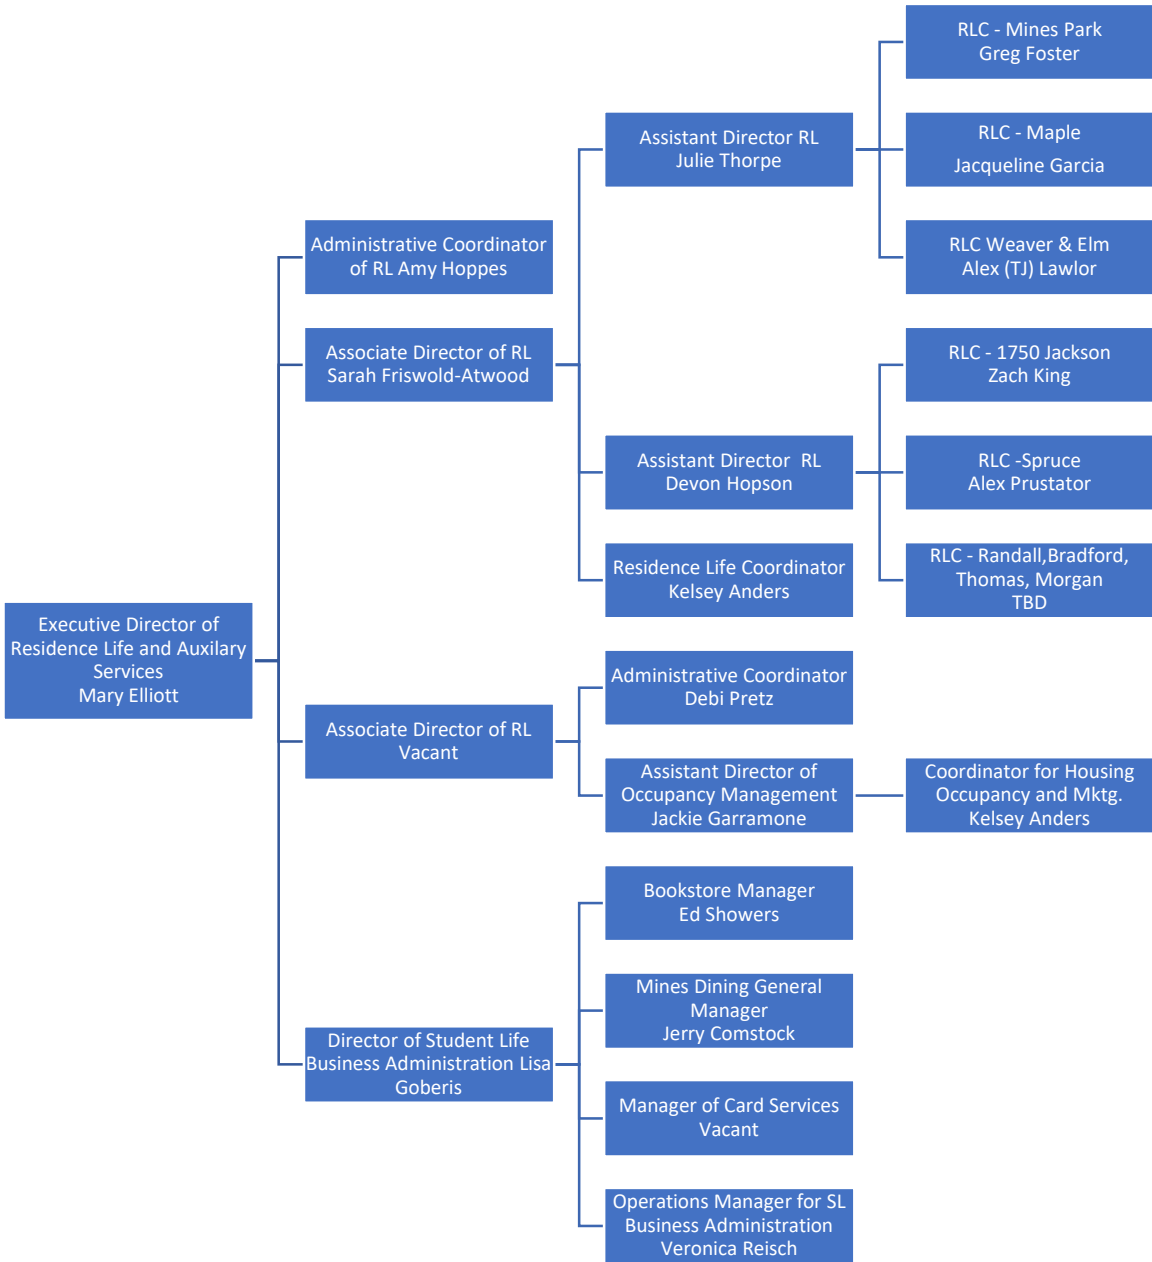 RLC - Mines Park
Greg Foster
Assistant Director RL
Julie Thorpe
RLC - Maple
Jacqueline Garcia
Administrative Coordinator
of RL Amy Hoppes
RLC Weaver & Elm
Alex (TJ) Lawlor
Associate Director of RL
Sarah Friswold-Atwood
RLC - 1750 Jackson
Zach King
Assistant Director  RL
Devon Hopson
RLC -Spruce
Alex Prustator
Residence Life Coordinator
Kelsey Anders
RLC - Randall,Bradford,
Thomas, Morgan
TBD
Executive Director of
Residence Life and Auxilary
Services
Mary Elliott
Administrative Coordinator
Debi Pretz
Associate Director of RL
Vacant
Assistant Director of
Occupancy Management
Jackie Garramone
Coordinator for Housing
Occupancy and Mktg.
Kelsey Anders
Bookstore Manager
Ed Showers
Mines Dining General
Manager
Jerry Comstock
Director of Student Life
Business Administration Lisa
Goberis
Manager of Card Services
Vacant
Operations Manager for SL
Business Administration
Veronica Reisch